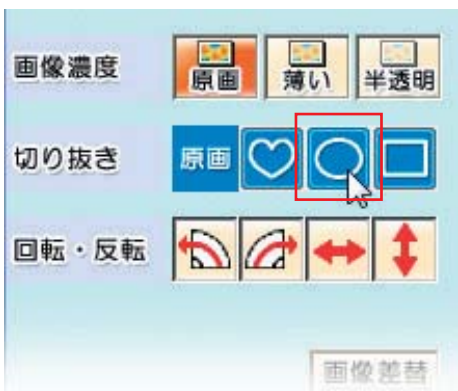 画像濃度
原画 薄い 半透明
切り抜き
原画
回転・反転
画像差替